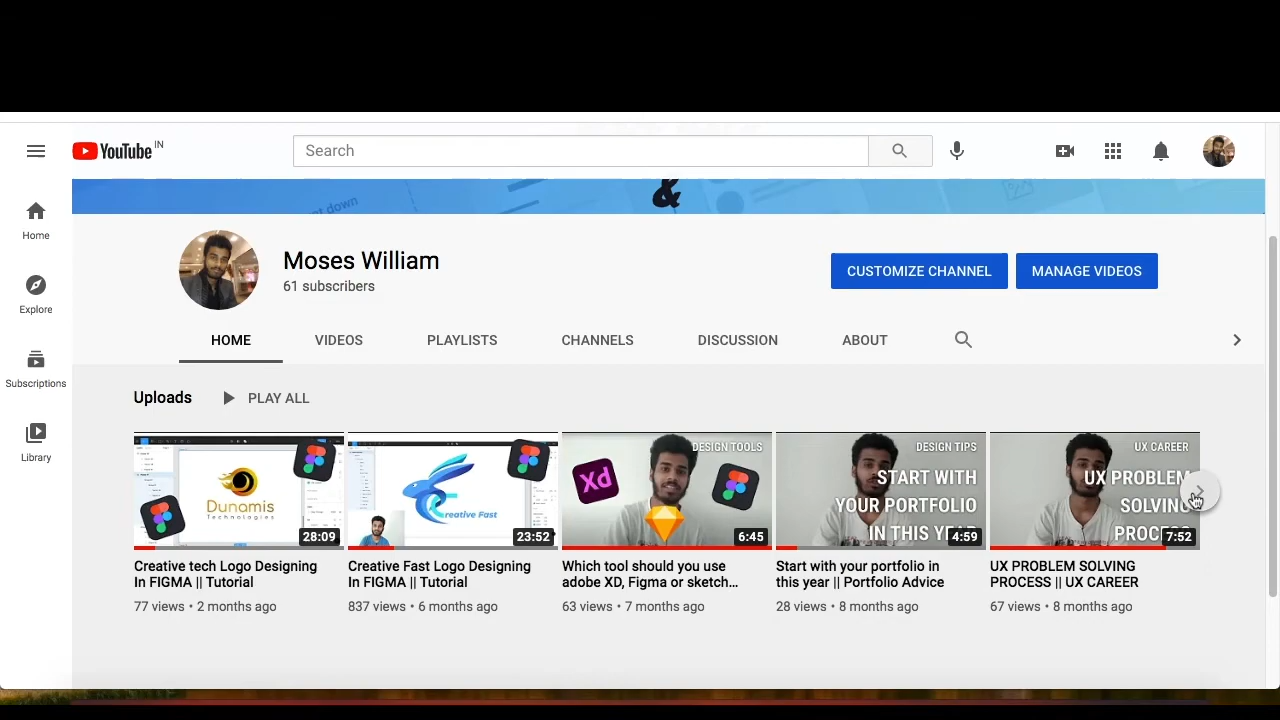 YouTube IN
Search
&
Home
Explore
Subscriptions
Library
Moses William
61 subscribers
CUSTOMIZE CHANNEL
MANAGE VIDEOS
HOME
VIDEOS
PLAYLISTS
CHANNELS
DISCUSSION
ABOUT
Uploads
PLAY ALL
Dunamis
Technologies
28:09
Creative tech Logo Designing
In FIGMA || Tutorial
77 views • 2 months ago
Creative Fast
23:52
Creative Fast Logo Designing
In FIGMA || Tutorial
837 views • 6 months ago
DESIGN TOOLS
Xd
6:45
Which tool should you use
adobe XD, Figma or sketch...
63 views • 7 months ago
DESIGN TIPS
START WITH
YOUR PORTFOLIO
IN THIS YEAR
4:59
Start with your portfolio in
this year || Portfolio Advice
28 views • 8 months ago
UX CAREER
UX PROBLEM
SOLVING
PROCESS
7:52
UX PROBLEM SOLVING
PROCESS || UX CAREER
67 views • 8 months ago